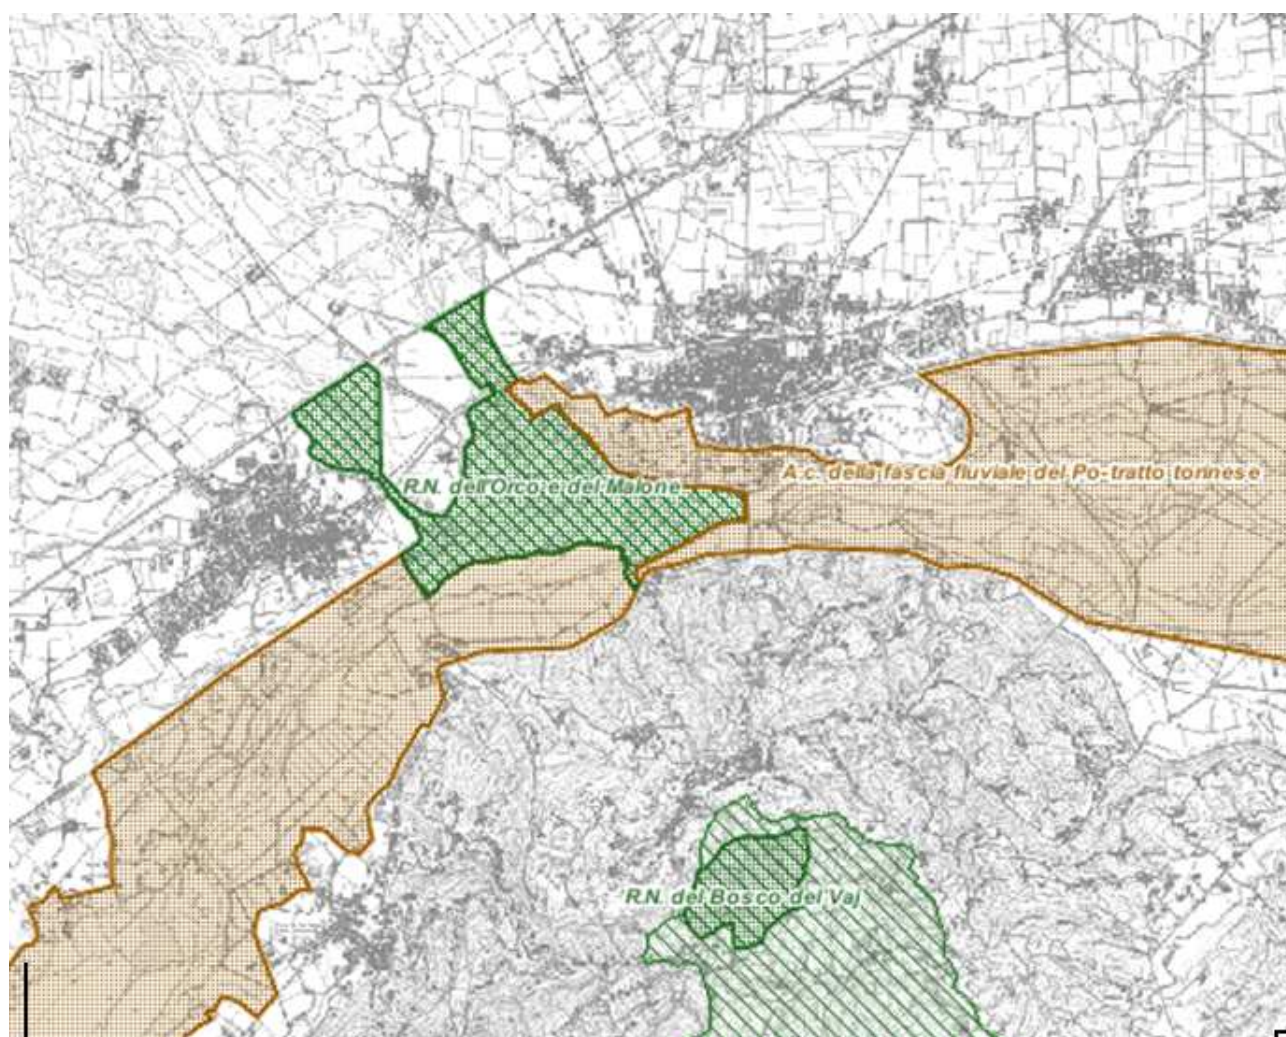 A.c. della fascia fluviale del Po-tratto torinese
R.N. dell'Orco e del Malone
R.N. del Bosco del Vaj